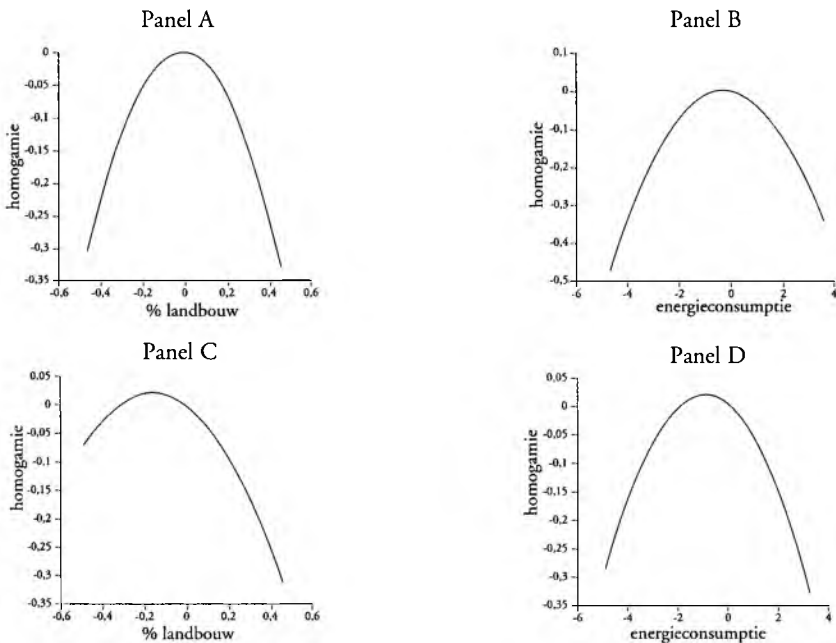 Panel A
0
-0,05
-0,1
-0,15
-0,2
-0,25
-0,3
-0,35
homogamie
-0,6 -0,4 -0,2 0 0,2 0,4 0,6
% landbouw
Panel B
0,1
0
-0,1
-0,2
-0,3
-0,4
-0,5
homogamie
-6 -4 -2 0 2 4
energieconsumptie
Panel C
0,05
0
-0,05
-0,1
-0,15
-0,2
-0,25
-0,3
-0,35
homogamie
-0,6 -0,4 -0,2 0 0,2 0,4 0,6
% landbouw
Panel D
0,05
0
-0,05
-0,1
-0,15
-0,2
-0,25
-0,3
-0,35
homogamie
-6 -4 -2 0 2 4
energieconsumptie